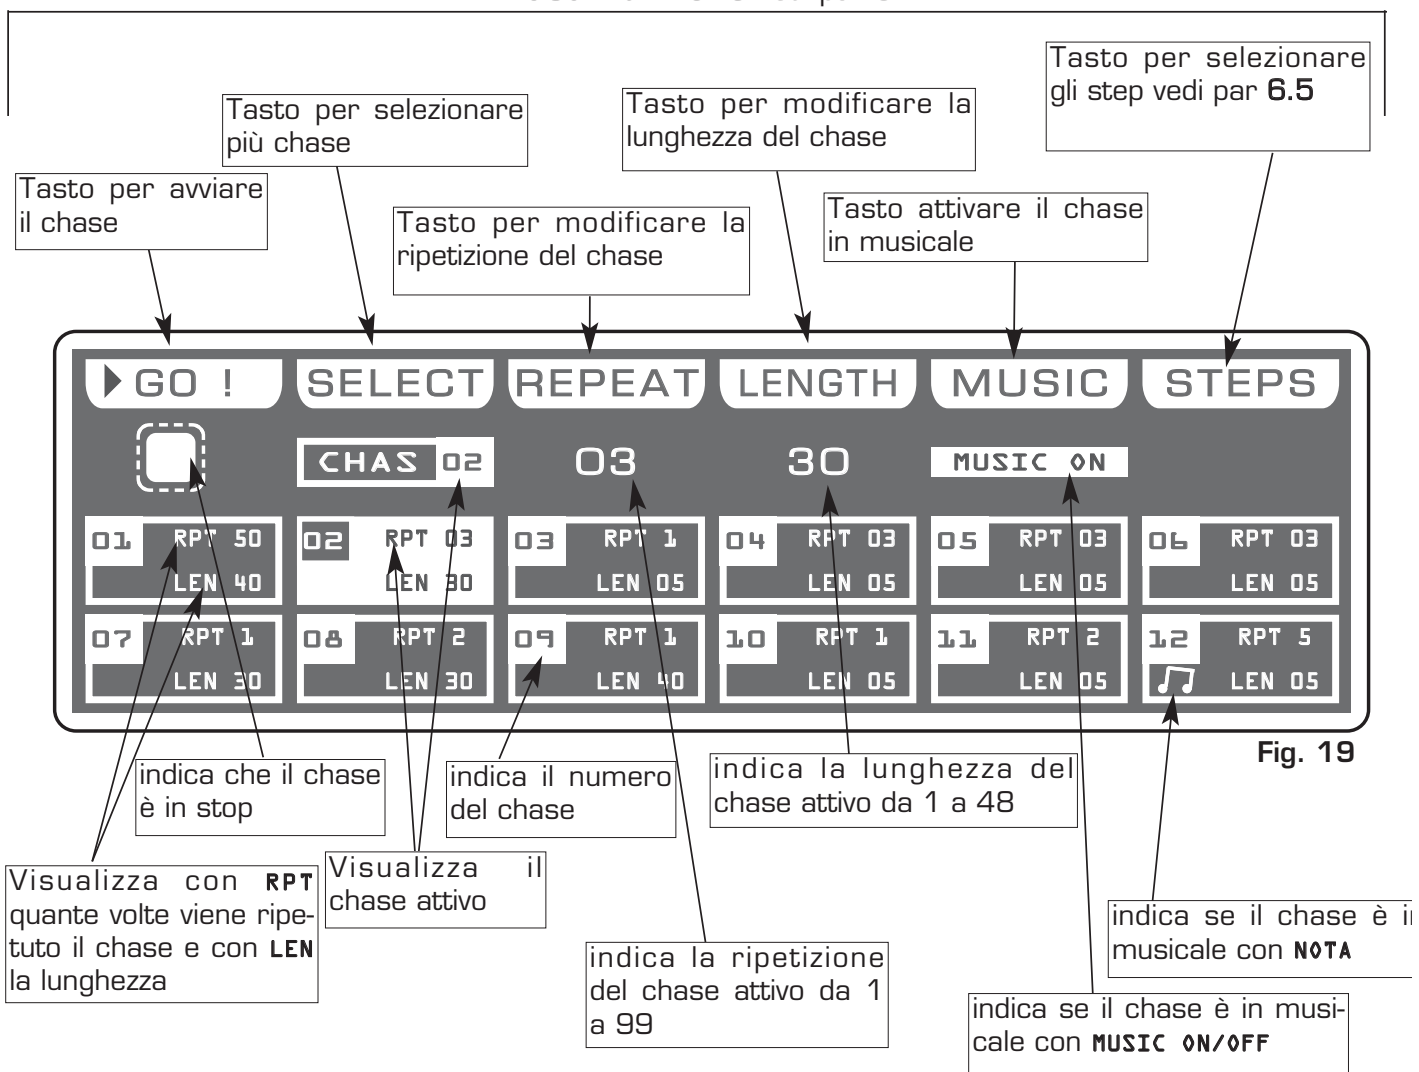 Tasto per selezionare
gli step vedi par 6.5
Tasto per selezionare
più chase
Tasto per modificare la
lunghezza del chase
Tasto per avviare
il chase
Tasto per modificare la
ripetizione del chase
Tasto attivare il chase
in musicale
GO !
SELECT
REPEAT
LENGTH
MUSIC
STEPS
CHAS 02
03
30
MUSIC ON
01 RPT 50
LEN 40
02 RPT 03
LEN 30
03 RPT 1
LEN 05
04 RPT 03
LEN 05
05 RPT 03
LEN 05
06 RPT 03
LEN 05
07 RPT 1
LEN 30
08 RPT 2
LEN 30
09 RPT 1
LEN 40
10 RPT 1
LEN 05
11 RPT 2
LEN 05
12 RPT 5
LEN 05
Fig. 19
indica che il chase
è in stop
indica il numero
del chase
indica la lunghezza del
chase attivo da 1 a 48
Visualizza con RPT
quante volte viene ripe-
tuto il chase e con LEN
la lunghezza
Visualizza il
chase attivo
indica la ripetizione
del chase attivo da 1
a 99
indica se il chase è in
musicale con NOTA
indica se il chase è in musi-
cale con MUSIC ON/OFF